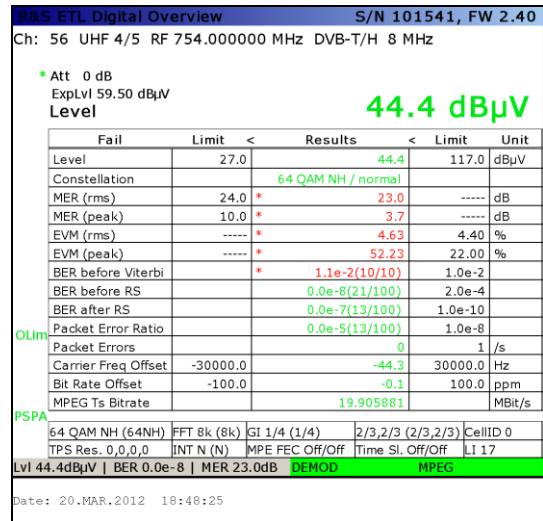 R&S ETL Digital Overview S/N 101541, FW 2.40
Ch: 56 UHF 4/5 RF 754.000000 MHz DVB-T/H 8 MHz
* Att 0 dB
ExpLvl 59.50 dBµV
Level 44.4 dBµV
Fail Limit < Results < Limit Unit
Level 27.0 44.4 117.0 dBµV
Constellation 64 QAM NH / normal
MER (rms) 24.0 * 23.0 ----- dB
MER (peak) 10.0 * 3.7 ----- dB
EVM (rms) ----- * 4.63 4.40 %
EVM (peak) ----- * 52.23 22.00 %
BER before Viterbi * 1.1e-2(10/10) 1.0e-2
BER before RS 0.0e-8(21/100) 2.0e-4
BER after RS 0.0e-7(13/100) 1.0e-10
OLim
Packet Error Ratio 0.0e-5(13/100) 1.0e-8
Packet Errors 0 1 /s
Carrier Freq Offset -30000.0 -44.3 30000.0 Hz
Bit Rate Offset -100.0 -0.1 100.0 ppm
MPEG Ts Bitrate 19.905881 MBit/s
PSPA
64 QAM NH (64NH) FFT 8k (8k) GI 1/4 (1/4) 2/3,2/3 (2/3,2/3) CellID 0
TPS Res. 0,0,0,0 INT N (N) MPE FEC Off/Off Time Sl. Off/Off LI 17
Lvl 44.4dBµV | BER 0.0e-8 | MER 23.0dB DEMOD MPEG
Date: 20.MAR.2012 18:48:25